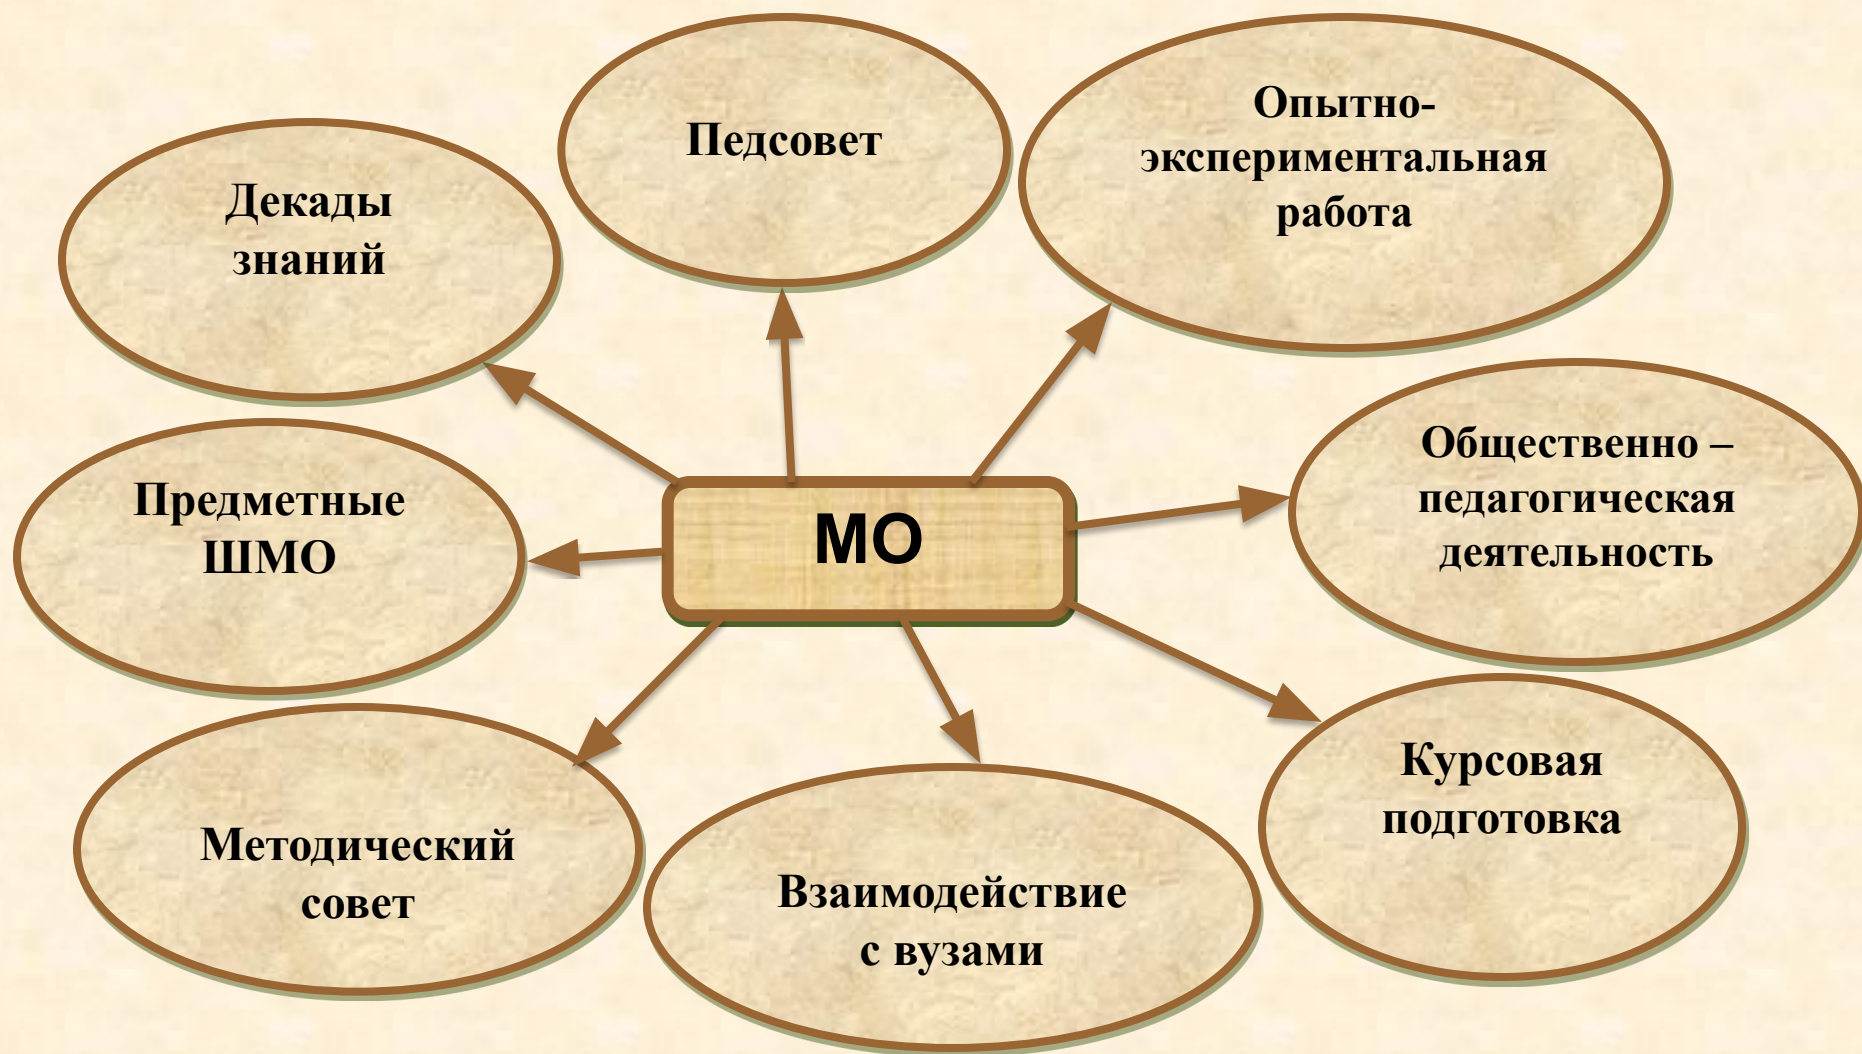 Педсовет
Опытно-
экспериментальная
работа
Декады
знаний
Общественно –
педагогическая
деятельность
Предметные
ШМО
МО
Курсовая
подготовка
Методический
совет
Взаимодействие
с вузами